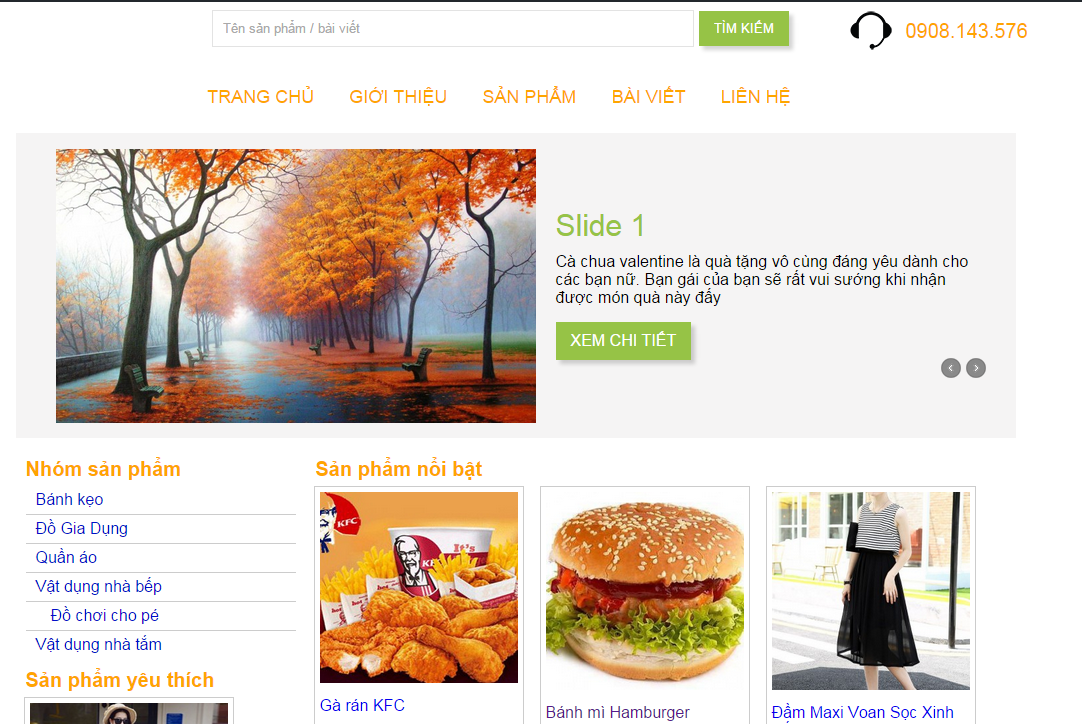 Tên sản phẩm / bài viết
TÌM KIẾM
0908.143.576
TRANG CHỦ
GIỚI THIỆU
SẢN PHẨM
BÀI VIẾT
LIÊN HỆ
Slide 1
Cà chua valentine là quà tặng vô cùng đáng yêu dành cho
các bạn nữ. Bạn gái của bạn sẽ rất vui sướng khi nhận
được món quà này đấy
XEM CHI TIẾT
Nhóm sản phẩm
Bánh kẹo
Đồ Gia Dụng
Quần áo
Vật dụng nhà bếp
Đồ chơi cho pé
Vật dụng nhà tắm
Sản phẩm yêu thích
Sản phẩm nổi bật
KFC
It's
Gà rán KFC
Bánh mì Hamburger
Đầm Maxi Voan Sọc Xinh